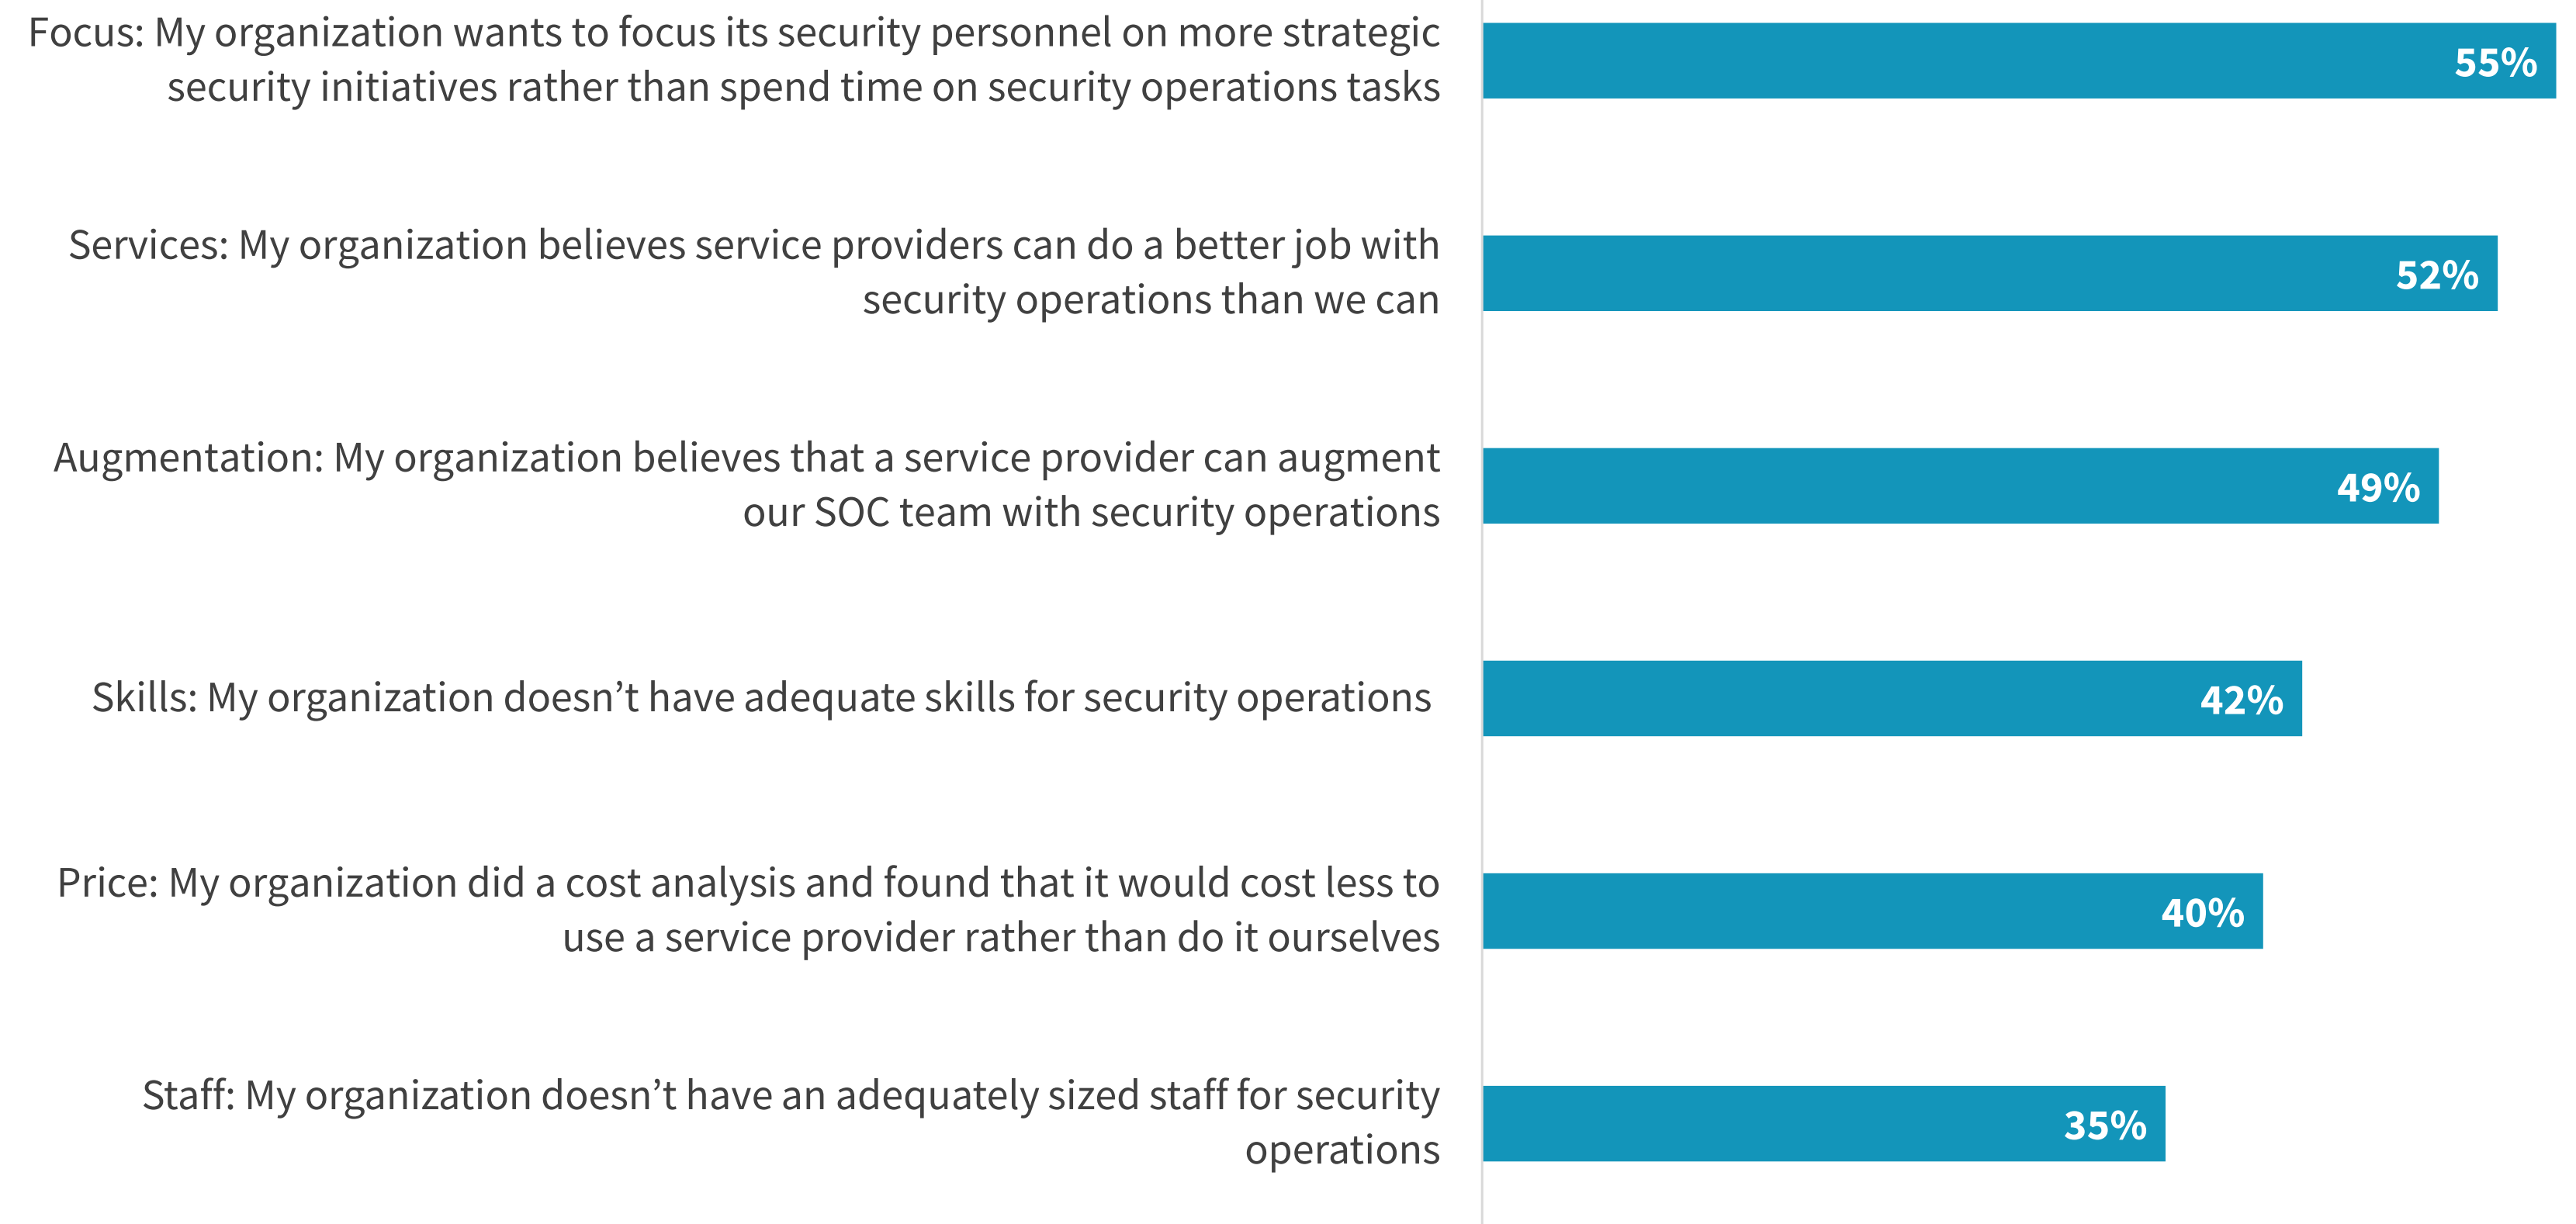 Focus: My organization wants to focus its security personnel on more strategic
security initiatives rather than spend time on security operations tasks
55%
Services: My organization believes service providers can do a better job with
security operations than we can
52%
Augmentation: My organization believes that a service provider can augment
our SOC team with security operations
49%
Skills: My organization doesn’t have adequate skills for security operations
42%
Price: My organization did a cost analysis and found that it would cost less to
use a service provider rather than do it ourselves
40%
Staff: My organization doesn’t have an adequately sized staff for security
operations
35%